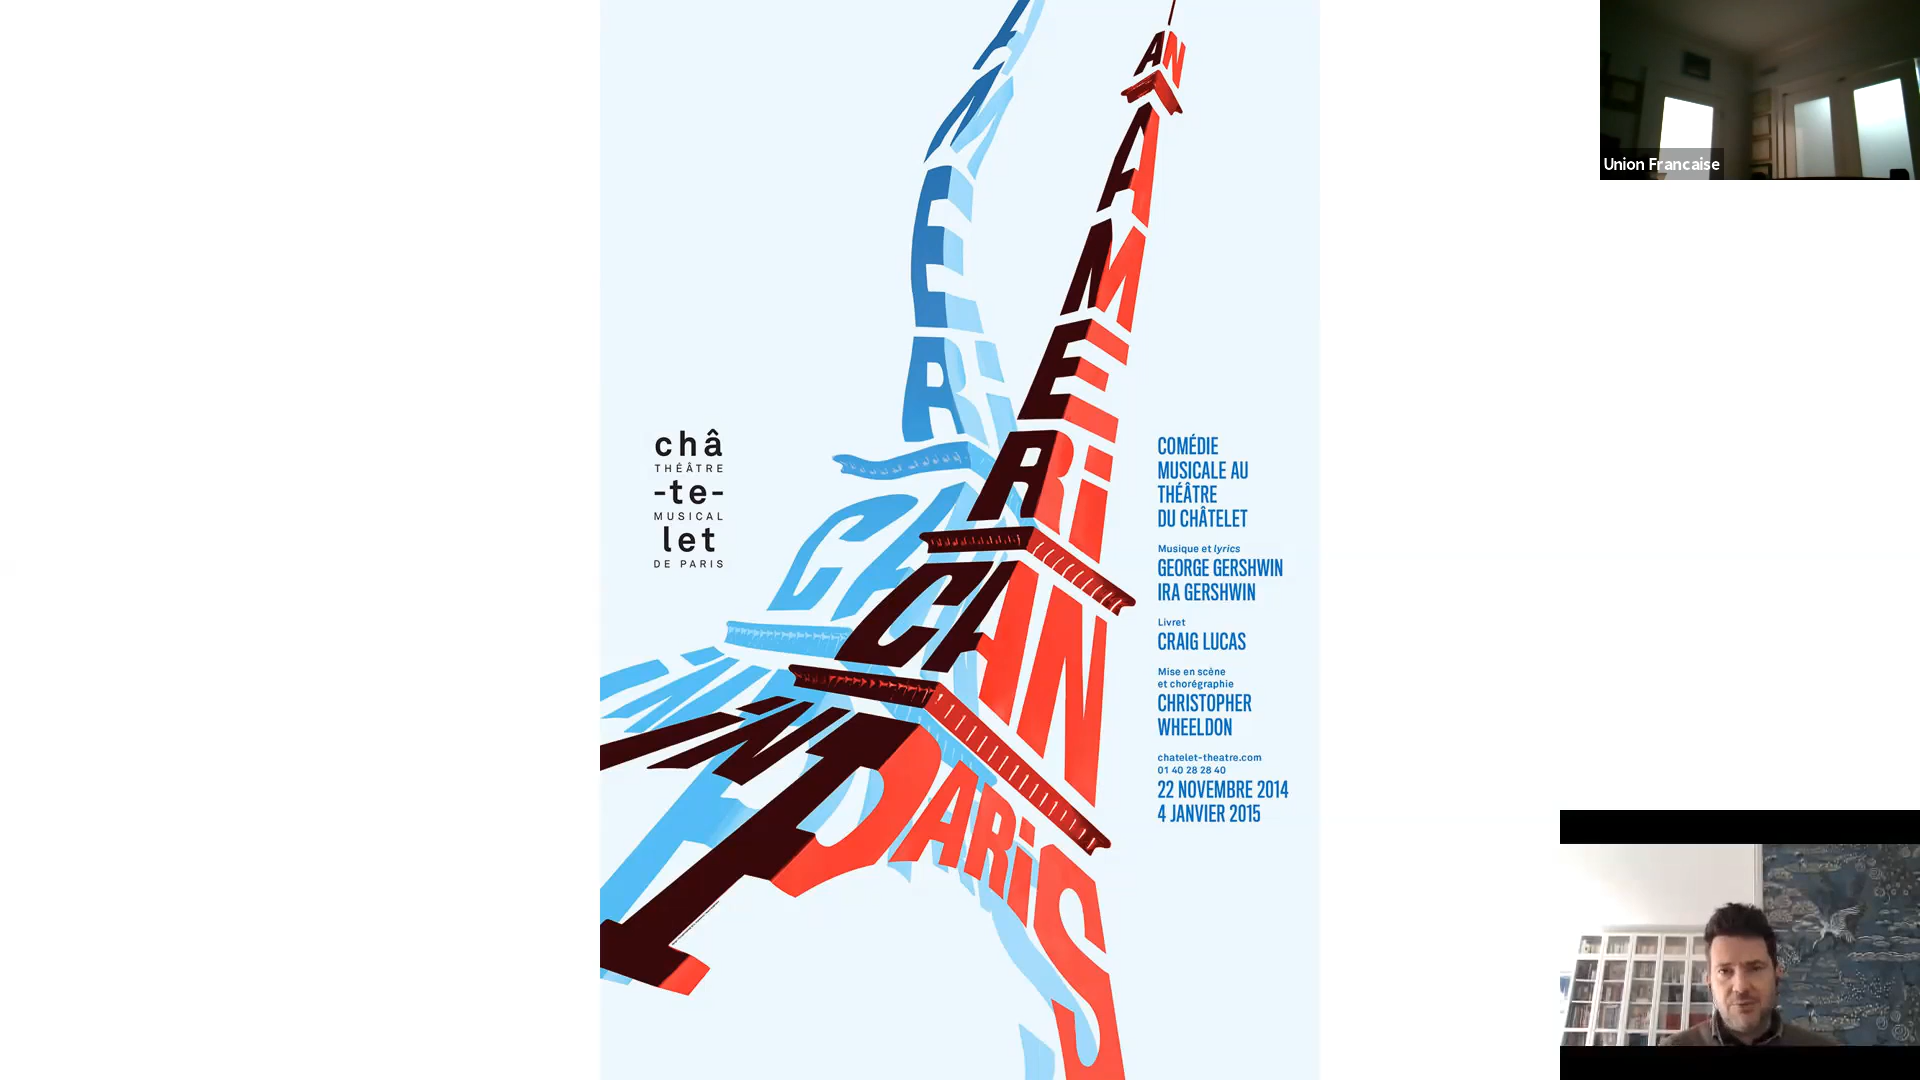 AMERiCAN
iN
AN
AMERiCAN
iN
PARiS
châ
THÉÂTRE
-te-
MUSICAL
let
DE PARIS
COMÉDIE
MUSICALE AU
THÉÂTRE
DU CHÂTELET
Musique et lyrics
GEORGE GERSHWIN
IRA GERSHWIN
Livret
CRAIG LUCAS
Mise en scène
et chorégraphie
CHRISTOPHER
WHEELDON
chatelet-theatre.com
01 40 28 28 40
22 NOVEMBRE 2014
4 JANVIER 2015
Union Francaise